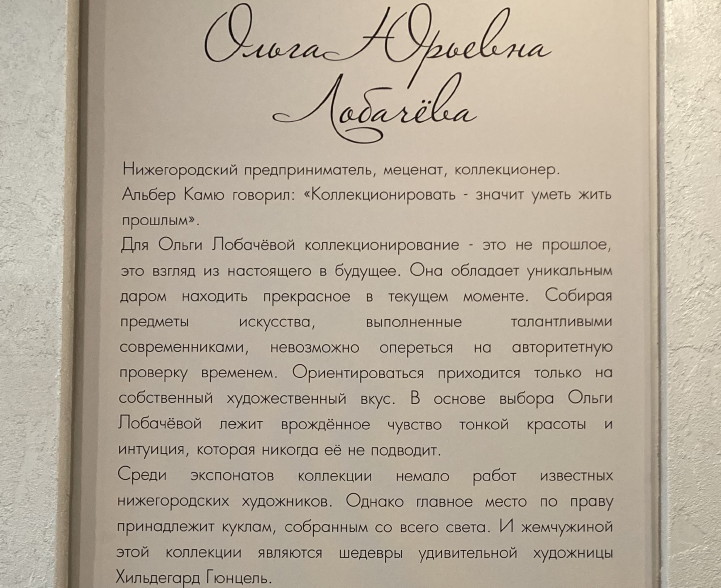 Ольга Юрьевна
Лобачёва
Нижегородский предприниматель, меценат, коллекционер.
Альбер Камю говорил: «Коллекционировать - значит уметь жить
прошлым».
Для Ольги Лобачёвой коллекционирование - это не прошлое,
это взгляд из настоящего в будущее. Она обладает уникальным
даром находить прекрасное в текущем моменте. Собирая
предметы искусства, выполненные талантливыми
современниками, невозможно опереться на авторитетную
проверку временем. Ориентироваться приходится только на
собственный художественный вкус. В основе выбора Ольги
Лобачёвой лежит врождённое чувство тонкой красоты и
интуиция, которая никогда её не подводит.
Среди экспонатов коллекции немало работ известных
нижегородских художников. Однако главное место по праву
принадлежит куклам, собранным со всего света. И жемчужиной
этой коллекции являются шедевры удивительной художницы
Хильдегард Гюнцель.